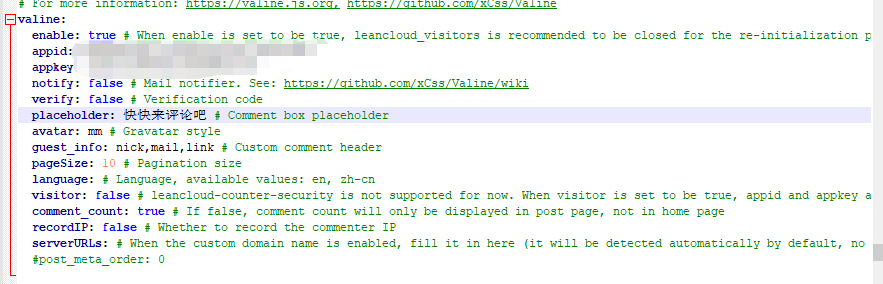 # For more information: https://valine.js.org, https://github.com/xCss/Valine
valine:
enable: true # When enable is set to be true, leancloud_visitors is recommended to be closed for the re-initialization p
appid:
appkey
notify: false # Mail notifier. See: https://github.com/xCss/Valine/wiki
verify: false # Verification code
placeholder: 快快来评论吧 # Comment box placeholder
avatar: mm # Gravatar style
guest_info: nick,mail,link # Custom comment header
pageSize: 10 # Pagination size
language: # Language, available values: en, zh-cn
visitor: false # leancloud-counter-security is not supported for now. When visitor is set to be true, appid and appkey a
comment_count: true # If false, comment count will only be displayed in post page, not in home page
recordIP: false # Whether to record the commenter IP
serverURLs: # When the custom domain name is enabled, fill it in here (it will be detected automatically by default, no
#post_meta_order: 0